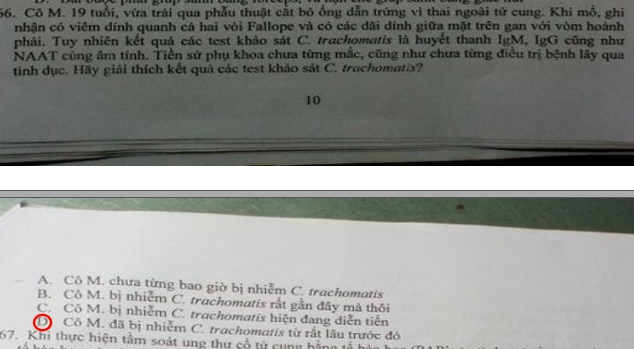 66. Cô M. 19 tuổi, vừa trải qua phẫu thuật cắt bỏ ống dẫn trứng vì thai ngoài tử cung. Khi mổ, ghi
nhận có viêm dính quanh cả hai vòi Fallope và có các dãi dính giữa mặt trên gan với vòm hoành
phải. Tuy nhiên kết quả các test khảo sát C. trachomatis là huyết thanh IgM, IgG cũng như
NAAT cùng âm tính. Tiền sử phụ khoa chưa từng mắc, cũng như chưa từng điều trị bệnh lây qua
tình dục. Hãy giải thích kết quả các test khảo sát C. trachomatis?
10
A. Cô M. chưa từng bao giờ bị nhiễm C. trachomatis
B. Cô M. bị nhiễm C. trachomatis rất gần đây mà thôi
C. Cô M. bị nhiễm C. trachomatis hiện đang diễn tiến
D Cô M. đã bị nhiễm C. trachomatis từ rất lâu trước đó
67. Khi thực hiện tầm soát ung thư cổ tử cung bằng tế bào học